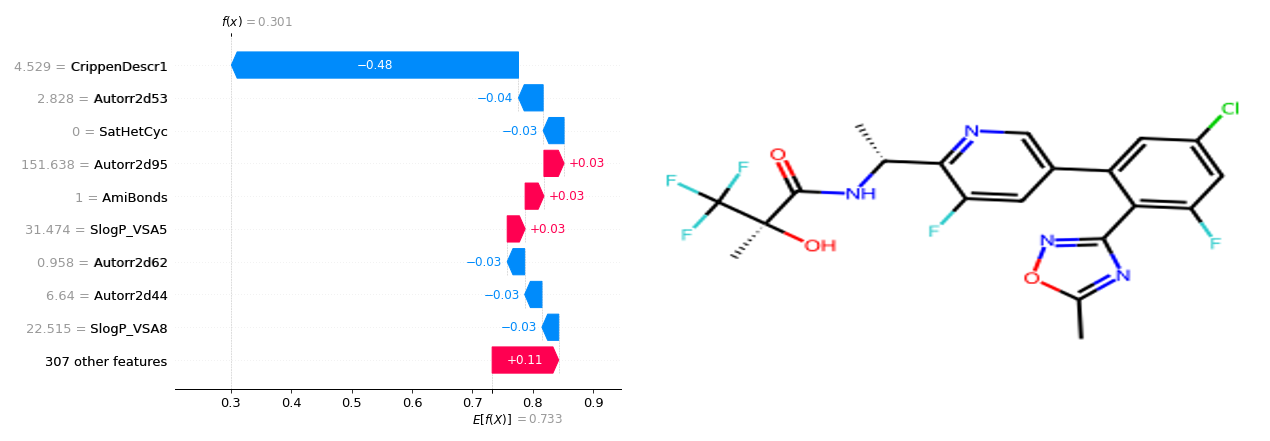 f(x) = 0.301
4.529 = CrippenDescr1
−0.48
2.828 = Autorr2d53
−0.04
0 = SatHetCyc
−0.03
151.638 = Autorr2d95
+0.03
1 = AmiBonds
+0.03
31.474 = SlogP_VSA5
+0.03
0.958 = Autorr2d62
−0.03
6.64 = Autorr2d44
−0.03
22.515 = SlogP_VSA8
−0.03
307 other features
+0.11
0.3 0.4 0.5 0.6 0.7 0.8 0.9
E[f(X)] = 0.733
Cl
N
O
F
F
NH
F
F
OH
F
N
N
O